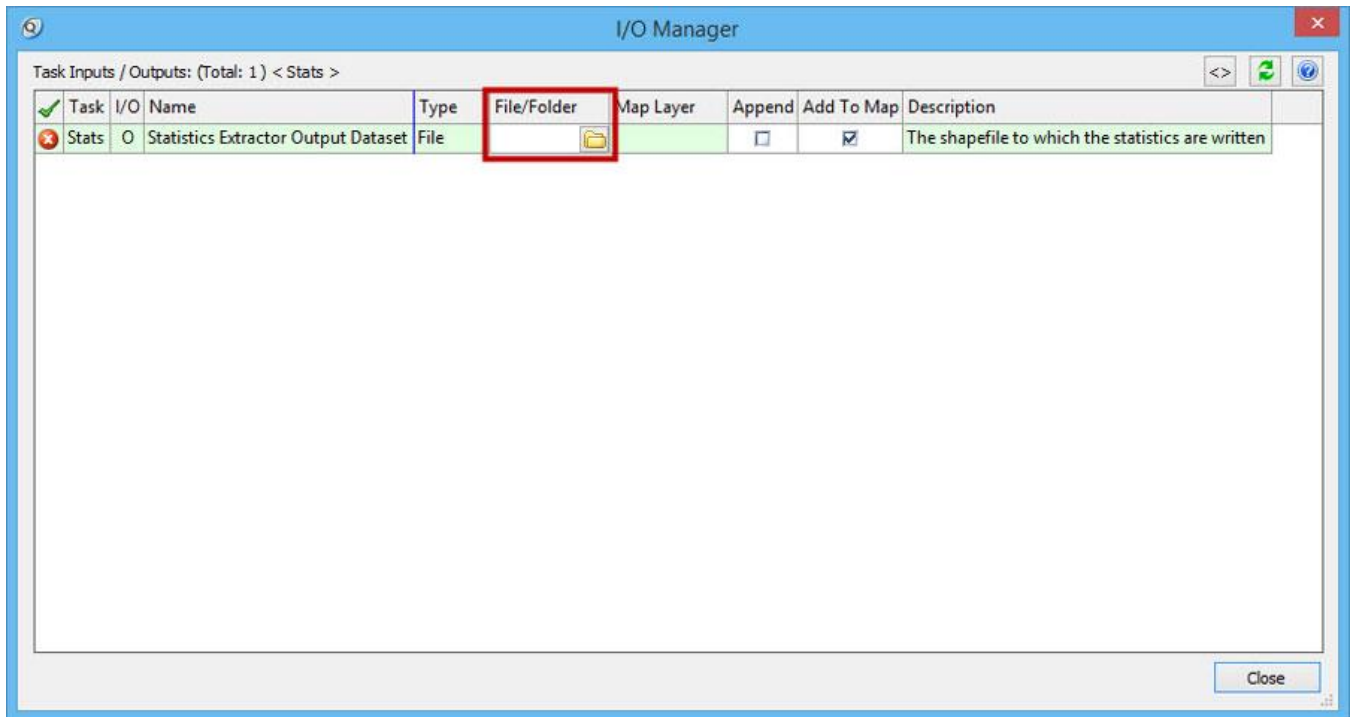 I/O Manager
Task Inputs / Outputs: (Total: 1 ) < Stats >
<>
Task I/O Name Type File/Folder Map Layer Append Add To Map Description
Stats O Statistics Extractor Output Dataset File The shapefile to which the statistics are written
Close